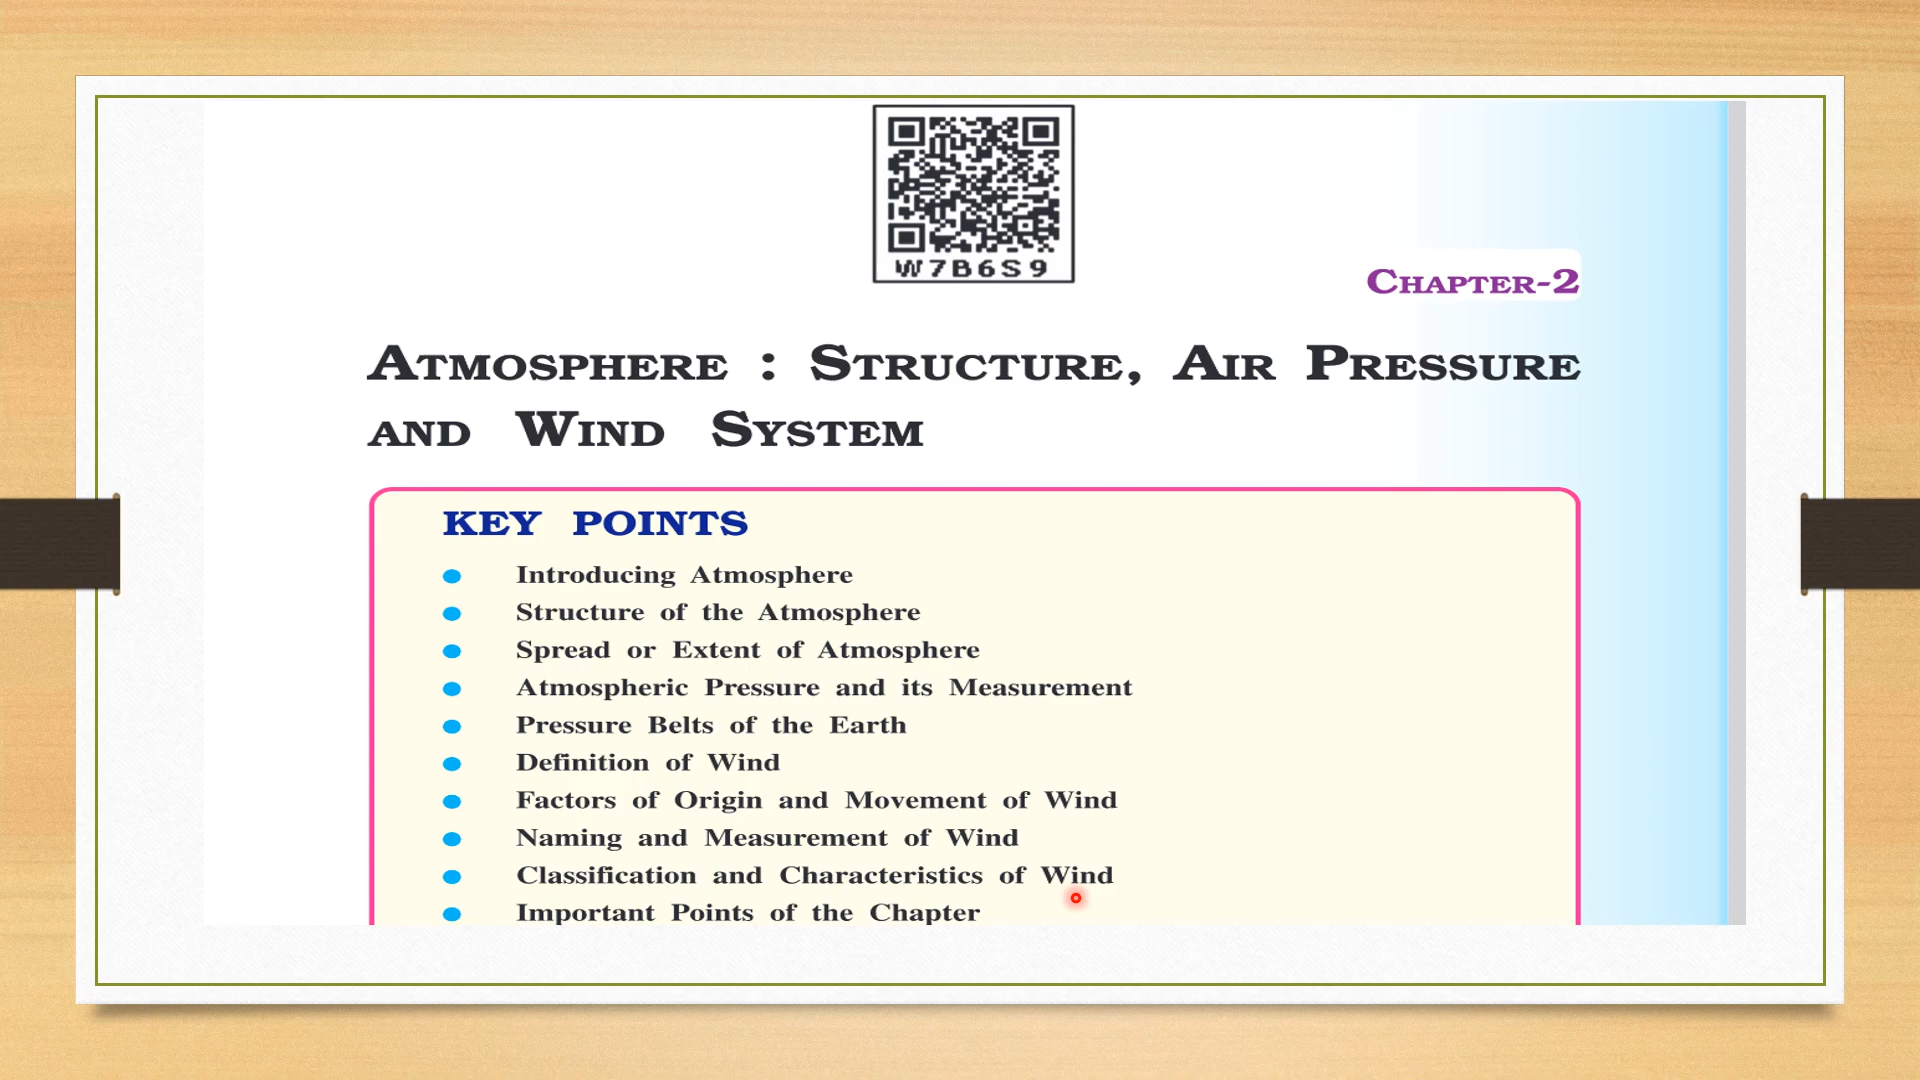 W7B6S9
Chapter-2
Atmosphere : Structure, Air Pressure
and Wind System
KEY POINTS
Introducing Atmosphere
Structure of the Atmosphere
Spread or Extent of Atmosphere
Atmospheric Pressure and its Measurement
Pressure Belts of the Earth
Definition of Wind
Factors of Origin and Movement of Wind
Naming and Measurement of Wind
Classification and Characteristics of Wind
Important Points of the Chapter